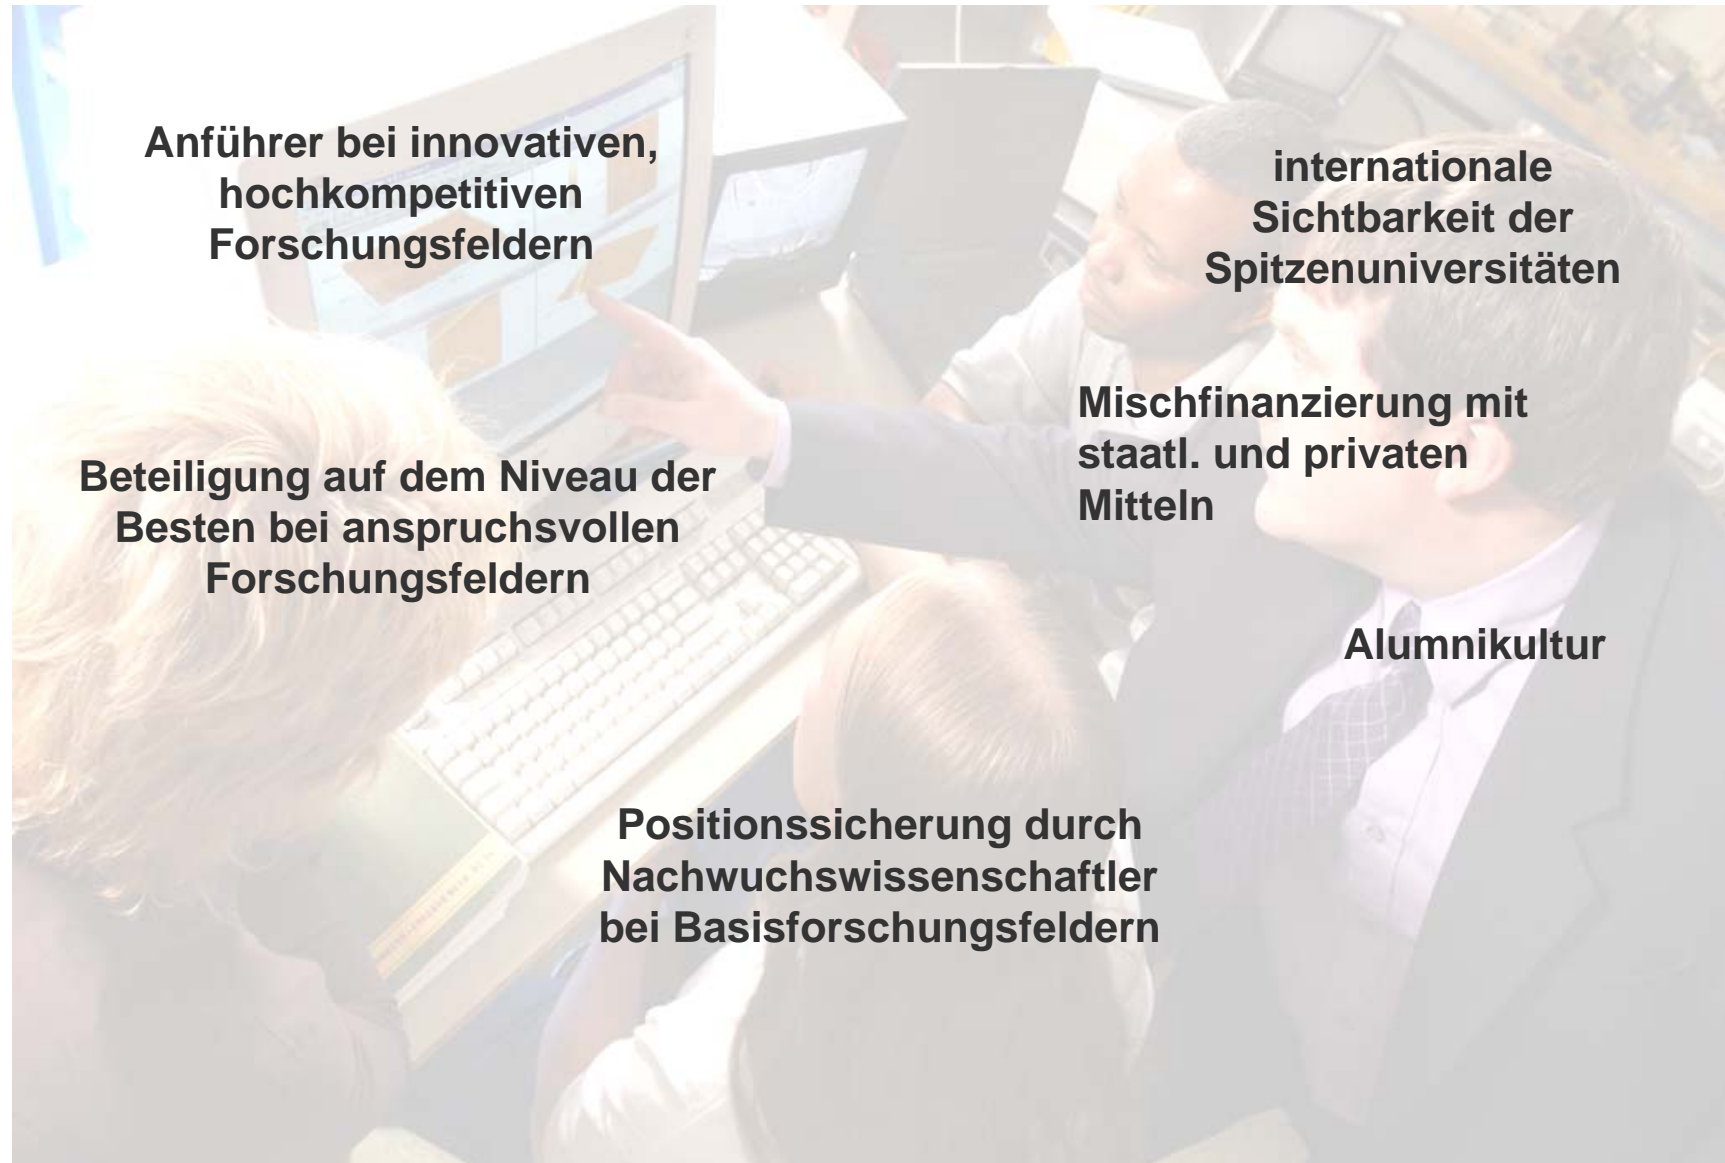 Anführer bei innovativen,
hochkompetitiven
Forschungsfeldern
internationale
Sichtbarkeit der
Spitzenuniversitäten
Mischfinanzierung mit
staatl. und privaten
Mitteln
Beteiligung auf dem Niveau der
Besten bei anspruchsvollen
Forschungsfeldern
Alumnikultur
Positionssicherung durch
Nachwuchswissenschaftler
bei Basisforschungsfeldern